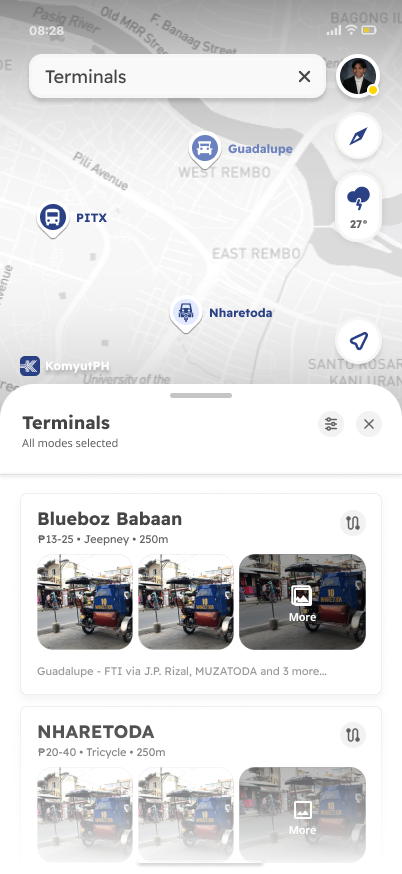 08:28
Pasig River
Old MRR Street
F. Banaag Street
BAGONG IL
DE
Terminals
Guadalupe
WEST REMBO
Pili Avenue
PITX
27°
EAST REMBO
Avenue
Nharetoda
KomyutPH
SANTO ROSAR
KANLURAN
University of the
Terminals
All modes selected
Blueboz Babaan
₱13-25 • Jeepney • 250m
More
Guadalupe - FTI via J.P. Rizal, MUZATODA and 3 more...
NHARETODA
₱20-40 • Tricycle • 250m
More